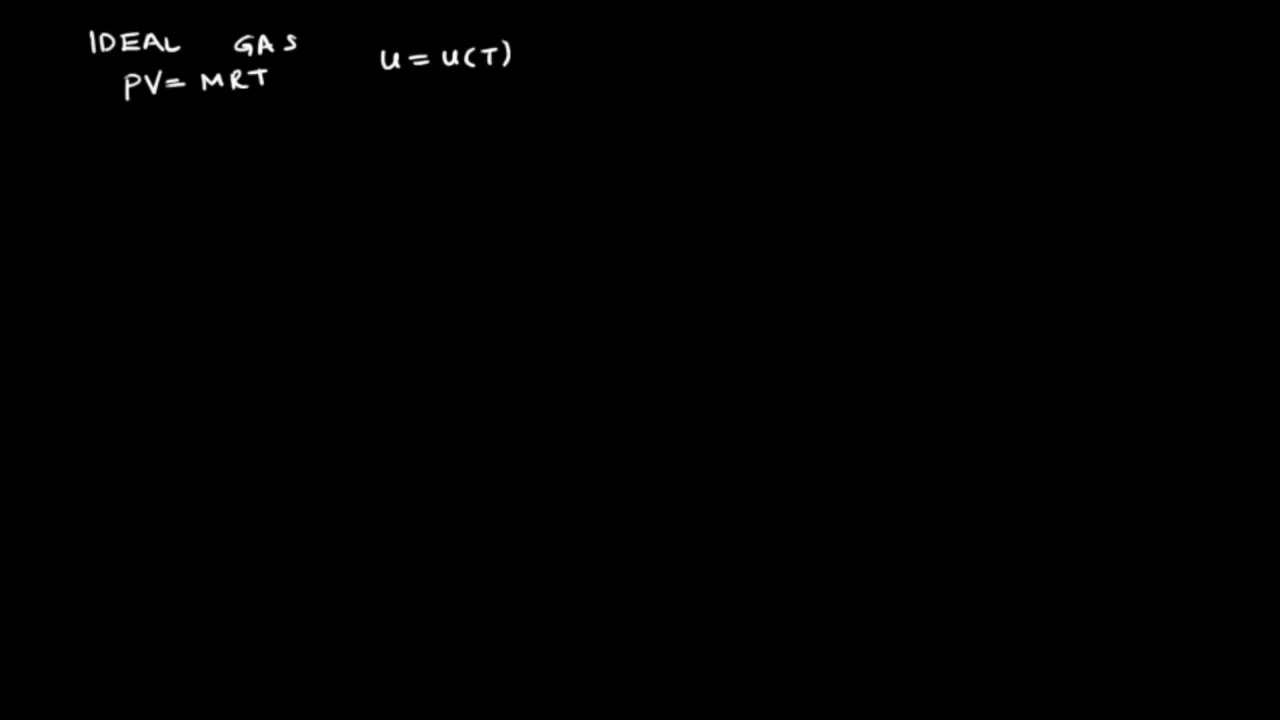 IDEAL GAS
PV= MRT
u = u(T)